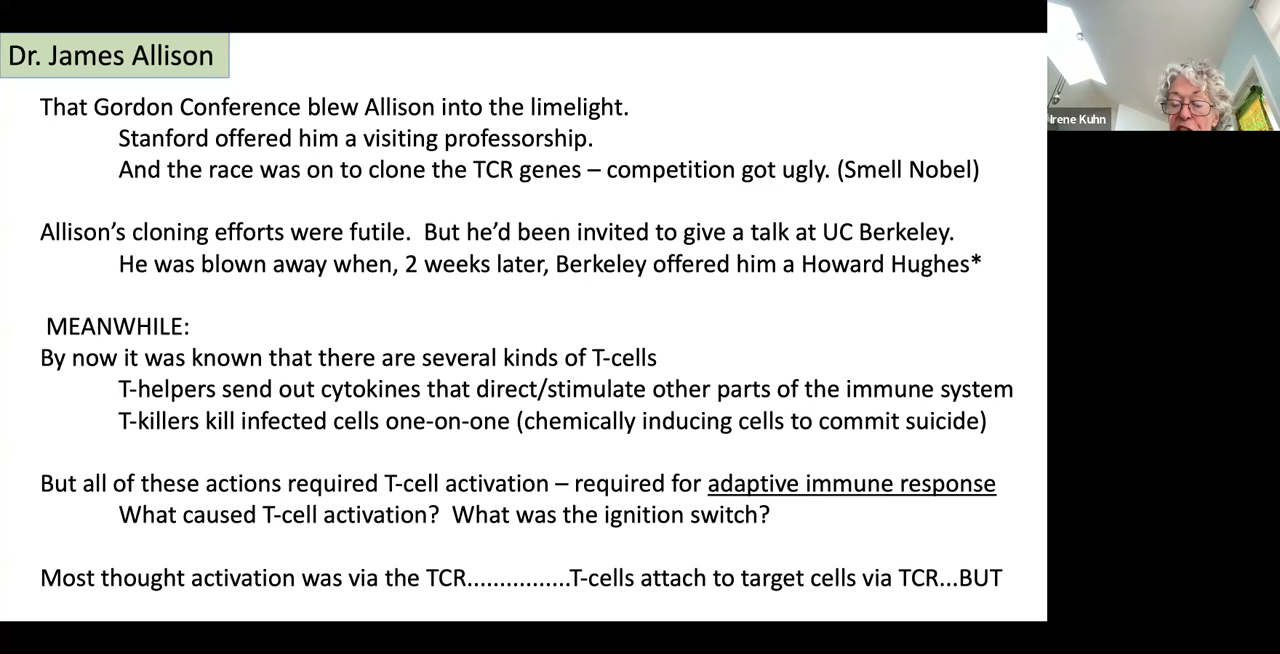 Dr. James Allison
That Gordon Conference blew Allison into the limelight.
Stanford offered him a visiting professorship.
And the race was on to clone the TCR genes – competition got ugly. (Smell Nobel)
Allison's cloning efforts were futile.  But he'd been invited to give a talk at UC Berkeley.
He was blown away when, 2 weeks later, Berkeley offered him a Howard Hughes*
MEANWHILE:
By now it was known that there are several kinds of T-cells
T-helpers send out cytokines that direct/stimulate other parts of the immune system
T-killers kill infected cells one-on-one (chemically inducing cells to commit suicide)
But all of these actions required T-cell activation – required for adaptive immune response
What caused T-cell activation?  What was the ignition switch?
Most thought activation was via the TCR................T-cells attach to target cells via TCR...BUT
Irene Kuhn